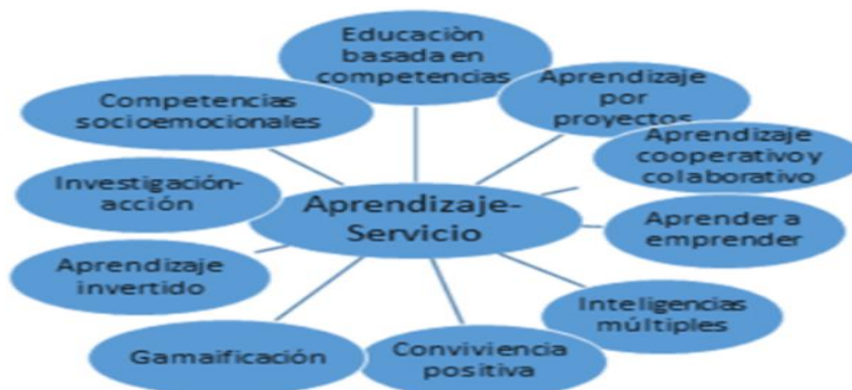 Educaciòn
basada en
competencias
Aprendizaje
por
proyectos
Aprendizaje
cooperativo y
colaborativo
Aprender a
emprender
Inteligencias
múltiples
Conviviencia
positiva
Gamaificación
Aprendizaje
invertido
Investigación-
acción
Competencias
socioemocionales
Aprendizaje-
Servicio